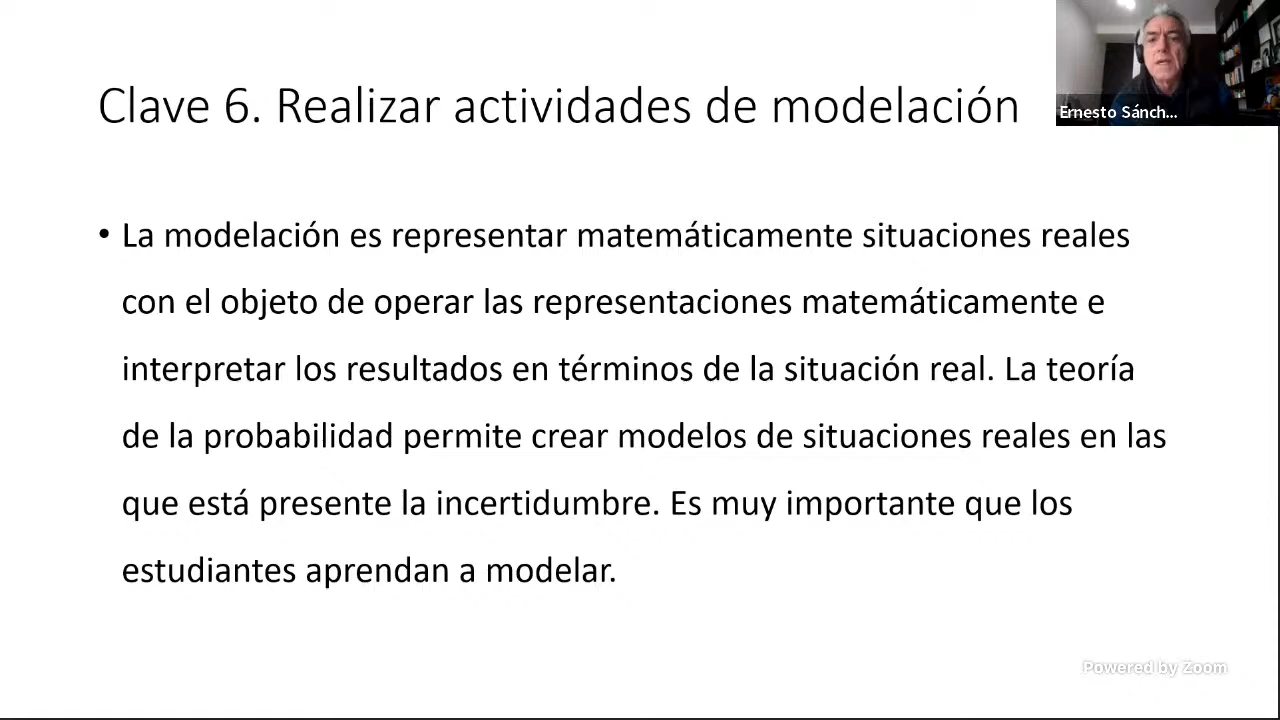 Clave 6. Realizar actividades de modelación
Ernesto Sánch...
• La modelación es representar matemáticamente situaciones reales
con el objeto de operar las representaciones matemáticamente e
interpretar los resultados en términos de la situación real. La teoría
de la probabilidad permite crear modelos de situaciones reales en las
que está presente la incertidumbre. Es muy importante que los
estudiantes aprendan a modelar.
Powered by Zoom